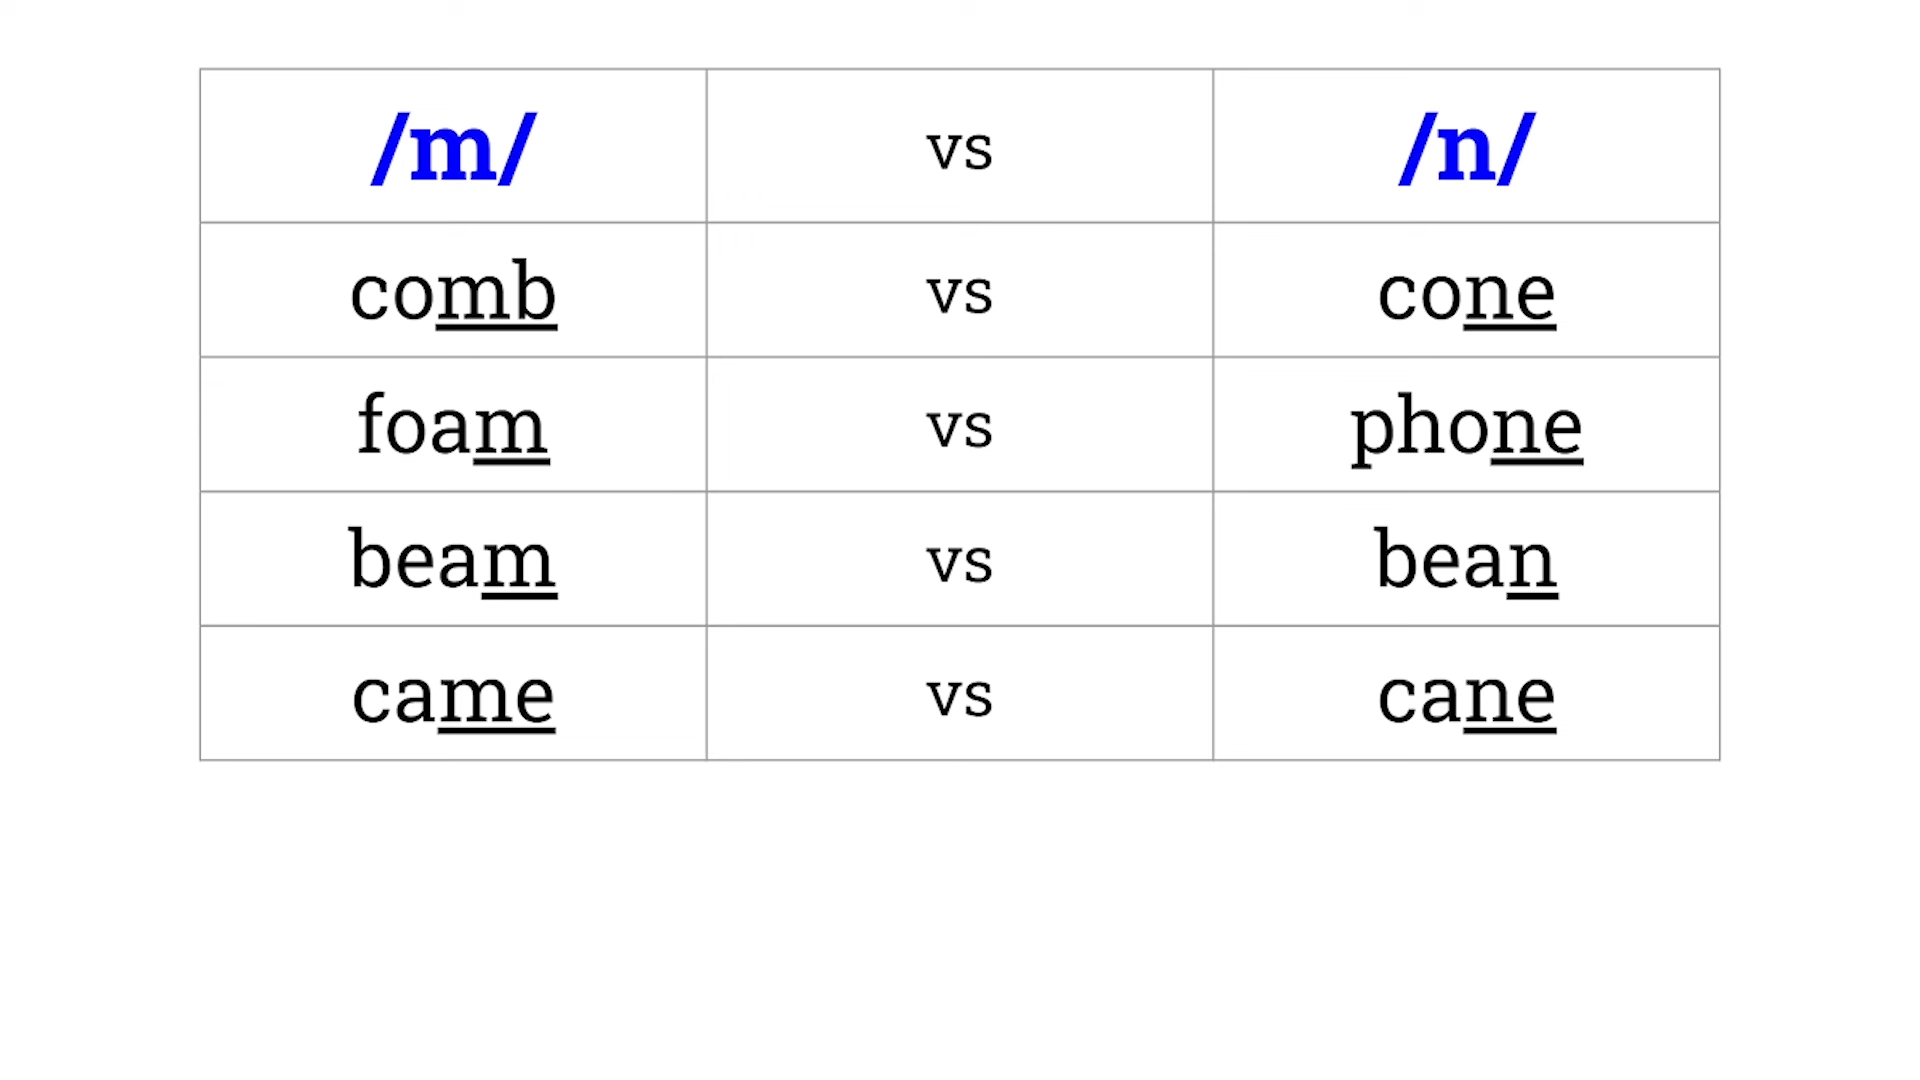 /m/ vs /n/
comb vs cone
foam vs phone
beam vs bean
came vs cane